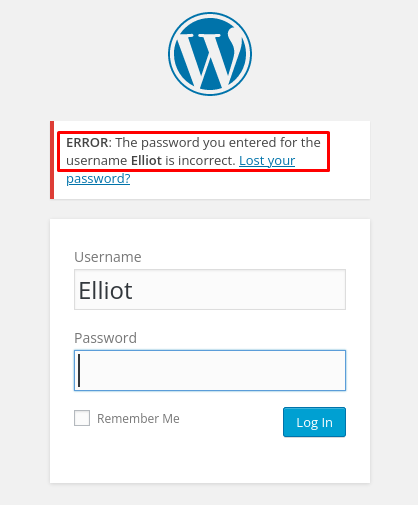 ERROR: The password you entered for the
username Elliot is incorrect. Lost your
password?
Username
Elliot
Password
Remember Me
Log In